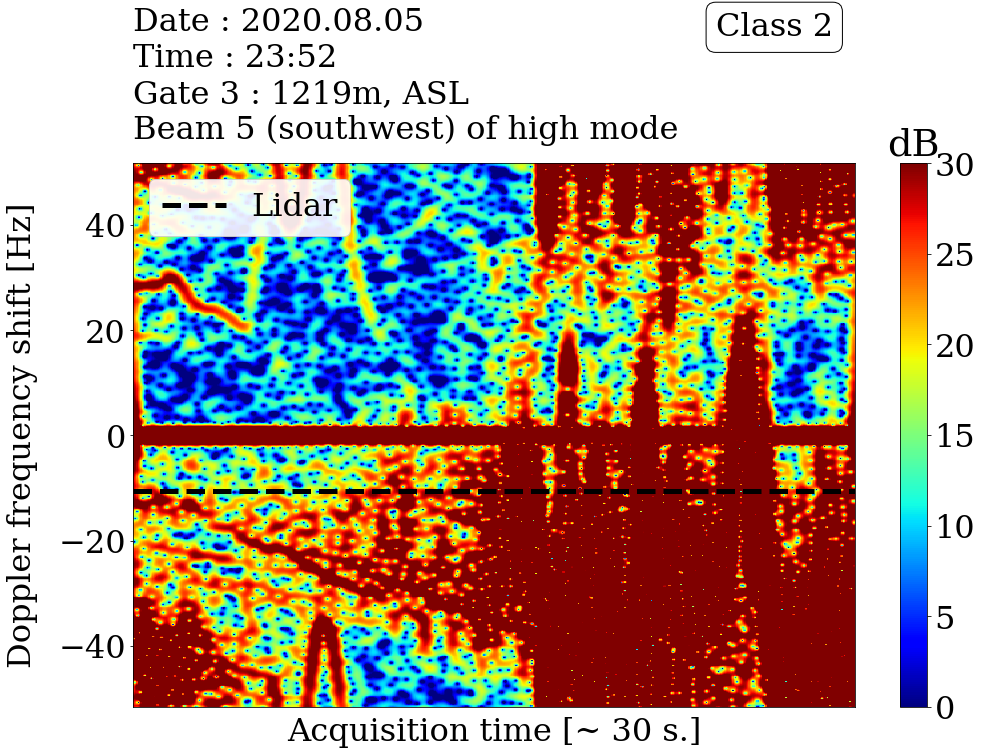 Date : 2020.08.05
Time : 23:52
Gate 3 : 1219m, ASL
Beam 5 (southwest) of high mode
Class 2
dB
Lidar
Doppler frequency shift [Hz]
40
20
0
−20
−40
Acquisition time [~ 30 s.]
30
25
20
15
10
5
0